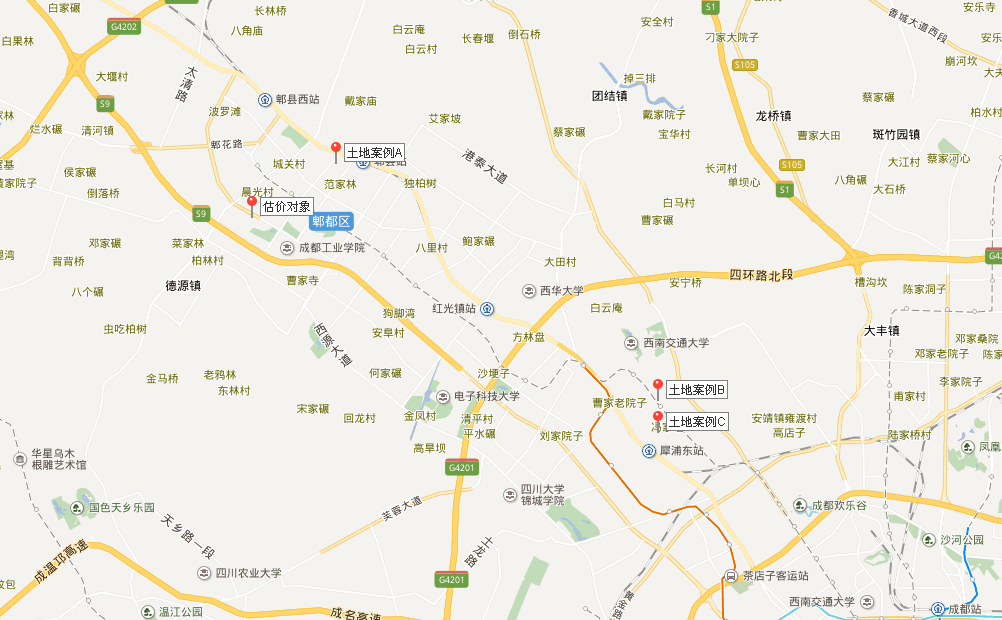 白家碾
长林桥
安全村
S1
香城大道西段
安乐寺
G4202
八角庙
白云庵
长春堰
倒石桥
刁家大院子
白果林
白云村
S105
崩河坎
大堰村
太清路
掉三排
S9
郫县西站
戴家庙
团结镇
蔡家碾
波罗滩
艾家坡
戴家院子
龙桥镇
柏水村
烂水碾
清河镇
蔡家碾
宝华村
曹家大田
斑竹园镇
郫花路
土地案例A
港泰大道
城关村
大江村
蔡家河心
侯家碾
长河村
S105
范家林
独柏树
单坝心
八角碾
倒落桥
晨光村
S1
大石桥
估价对象
白马村
S9
郫都区
曹家碾
邓家碾
菜家林
成都工业学院
八里村
鲍家碾
背背桥
柏林村
大田村
四环路北段
德源镇
曹家寺
西华大学
安宁桥
槽沟坎
陈家洞子
八个碾
红光镇站
白云庵
虫吃柏树
狗脚湾
大丰镇
西源大道
安阜村
方林盘
西南交通大学
邓家桑院
邓家老院子
金马桥
老鸦林
何家碾
沙埂子
李家院子
东林村
土地案例B
电子科技大学
曹家老院子
甫家村
宋家碾
回龙村
金凤村
清平村
土地案例C
安靖镇雍渡村
平水碾
刘家院子
高店子
陆家桥村
高旱坝
犀浦东站
凤凰
华星乌木
根雕艺术馆
G4201
四川大学
锦城学院
国色天乡乐园
芙蓉大道
成都欢乐谷
天乡路一段
沙河公园
成温邛高速
土龙路
四川农业大学
G4201
茶店子客运站
黄金路
西南交通大学
温江公园
成名高速
成都站